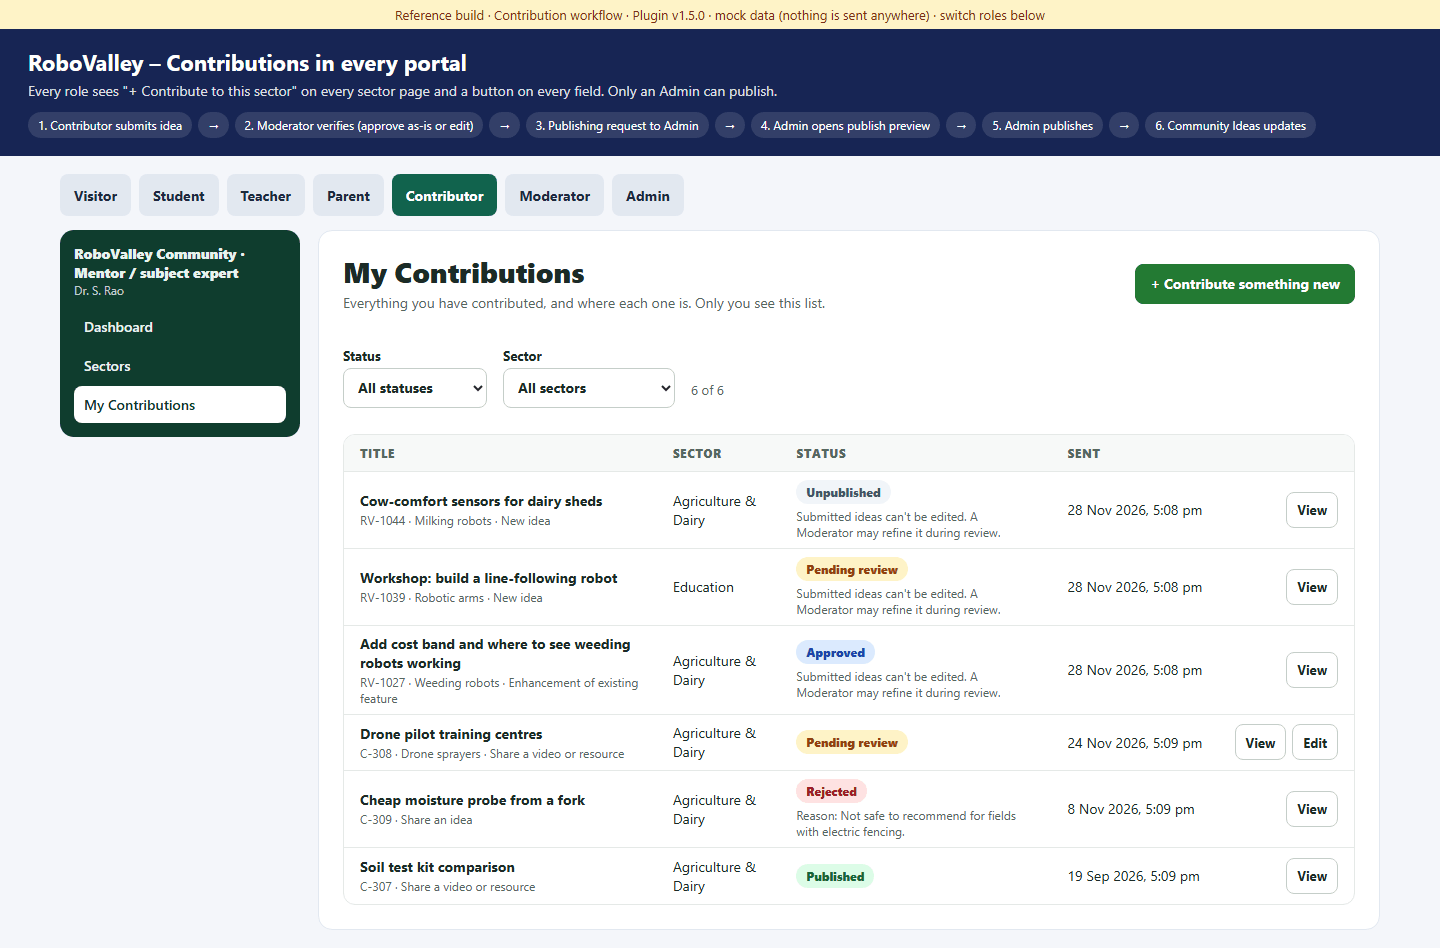 Reference build · Contribution workflow · Plugin v1.5.0 · mock data (nothing is sent anywhere) · switch roles below
RoboValley – Contributions in every portal
Every role sees "+ Contribute to this sector" on every sector page and a button on every field. Only an Admin can publish.
1. Contributor submits idea → 2. Moderator verifies (approve as-is or edit) → 3. Publishing request to Admin → 4. Admin opens publish preview → 5. Admin publishes → 6. Community Ideas updates
Visitor Student Teacher Parent Contributor Moderator Admin
RoboValley Community ·
Mentor / subject expert
Dr. S. Rao
Dashboard
Sectors
My Contributions
My Contributions
Everything you have contributed, and where each one is. Only you see this list.
+ Contribute something new
Status Sector
All statuses All sectors 6 of 6
TITLE SECTOR STATUS SENT
Cow-comfort sensors for dairy sheds
RV-1044 · Milking robots · New idea
Agriculture &
Dairy
Unpublished
Submitted ideas can't be edited. A
Moderator may refine it during review.
28 Nov 2026, 5:08 pm
View
Workshop: build a line-following robot
RV-1039 · Robotic arms · New idea
Education
Pending review
Submitted ideas can't be edited. A
Moderator may refine it during review.
28 Nov 2026, 5:08 pm
View
Add cost band and where to see weeding
robots working
RV-1027 · Weeding robots · Enhancement of existing
feature
Agriculture &
Dairy
Approved
Submitted ideas can't be edited. A
Moderator may refine it during review.
28 Nov 2026, 5:08 pm
View
Drone pilot training centres
C-308 · Drone sprayers · Share a video or resource
Agriculture &
Dairy
Pending review
24 Nov 2026, 5:09 pm
View Edit
Cheap moisture probe from a fork
C-309 · Share an idea
Agriculture &
Dairy
Rejected
Reason: Not safe to recommend for fields
with electric fencing.
8 Nov 2026, 5:09 pm
View
Soil test kit comparison
C-307 · Share a video or resource
Agriculture &
Dairy
Published
19 Sep 2026, 5:09 pm
View